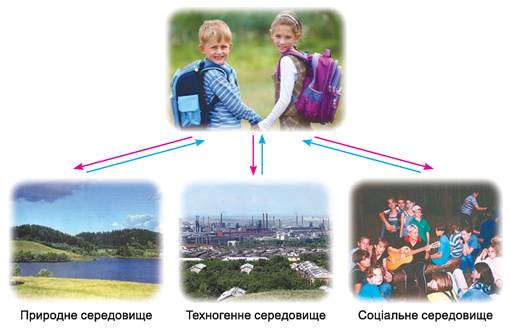 Природне середовище
Техногенне середовище
Соціальне середовище